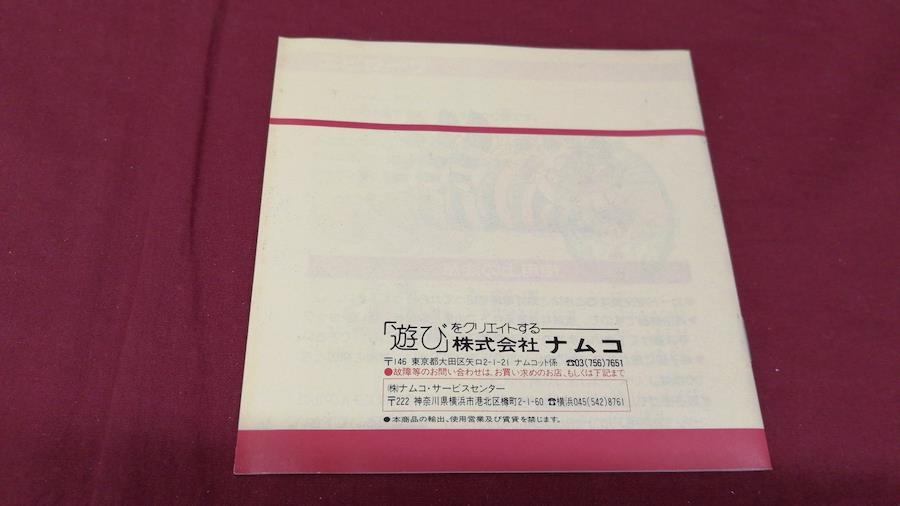 「遊び」をクリエイトする
株式会社ナムコ
〒146 東京都大田区矢口2-1-21 ナムコット係 ☎03(756)7651
●故障等のお問い合わせは、お買い求めのお店、もしくは下記まで
㈱ナムコ・サービスセンター
〒222 神奈川県横浜市港北区樽町2-1-60 ☎横浜045(542)8761
●本商品の輸出、使用営業及び賃貸を禁じます。
使用上の注意